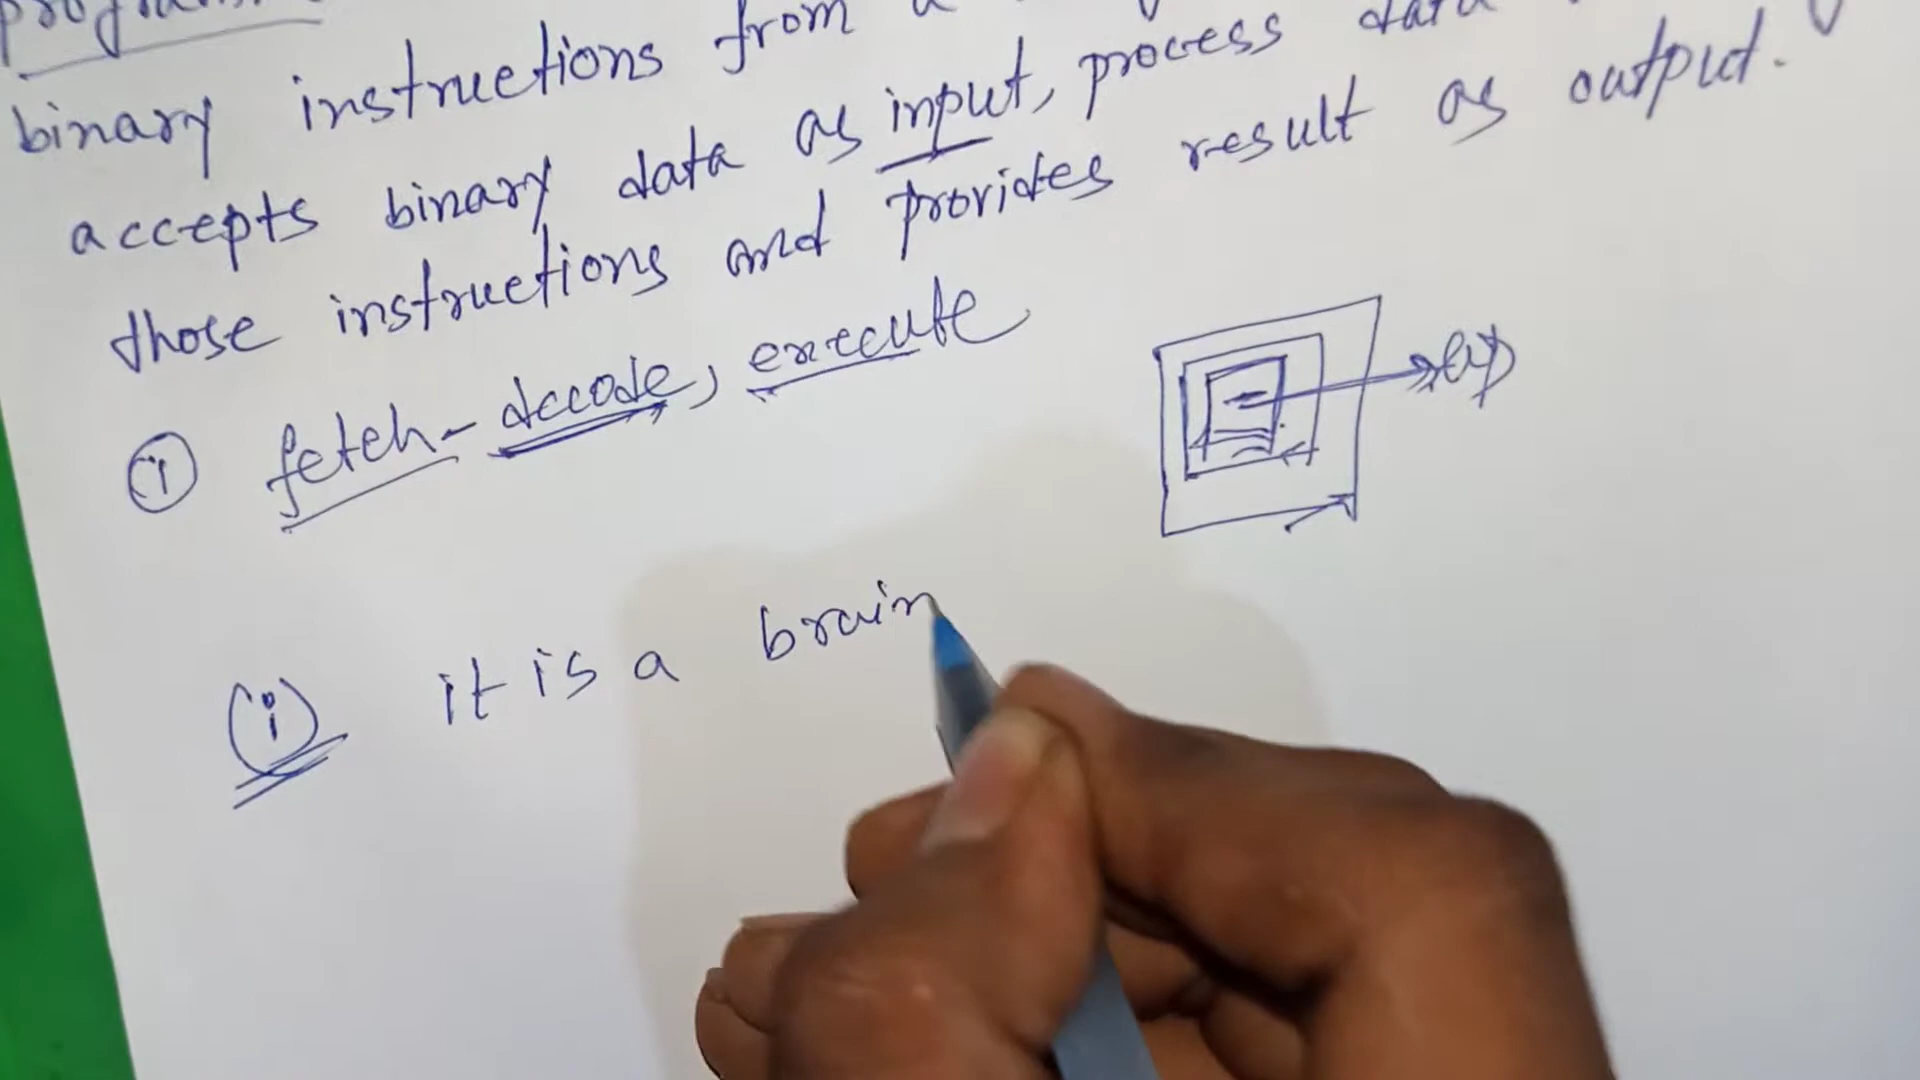 binary instructions from a
accepts binary data as input, process data
those instructions and provides result as output.
① fetch - decode, execute
(i) it is a brain